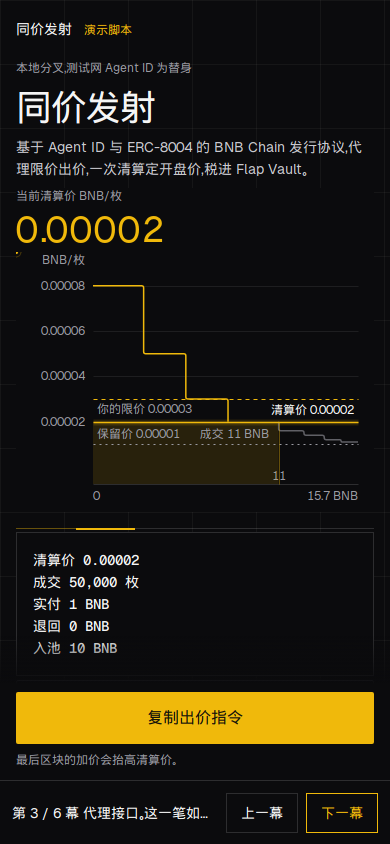 同价发射 演示脚本
本地分叉,测试网 Agent ID 为替身
同价发射
基于 Agent ID 与 ERC-8004 的 BNB Chain 发行协议,代
理限价出价,一次清算定开盘价,税进 Flap Vault。
当前清算价 BNB/枚
0.00002
BNB/枚
0.00008
0.00006
0.00004
你的限价 0.00003 清算价 0.00002
0.00002
保留价 0.00001 成交 11 BNB
11
0 15.7 BNB
清算价 0.00002
成交 50,000 枚
实付 1 BNB
退回 0 BNB
入池 10 BNB
复制出价指令
最后区块的加价会抬高清算价。
第 3 / 6 幕 代理接口。这一笔如… 上一幕 下一幕